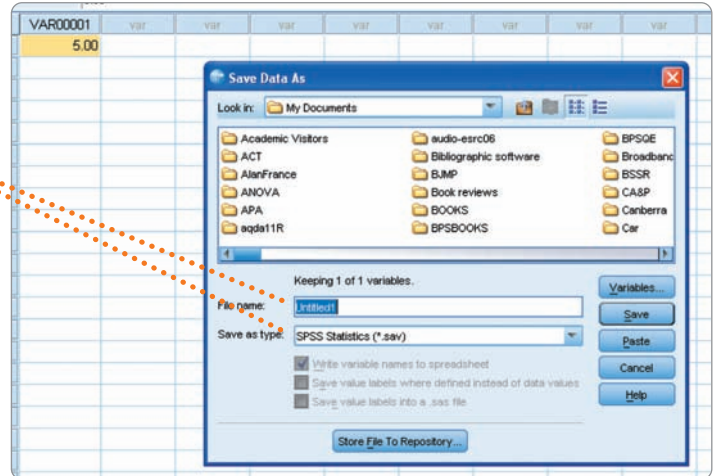 VAR00001 var var var var var var var var
5.00
Save Data As
Look in: My Documents
Academic Visitors audio-esrc06 BPSQE
ACT Bibliographic software Broadbanc
AlanFrance BJMP BSSR
ANOVA Book reviews CA&P
APA BOOKS Canberra
aqda11R BPSBOOKS Car
Keeping 1 of 1 variables.
Variables...
File name: Untitled1
Save
Save as type: SPSS Statistics (*.sav)
Paste
Write variable names to spreadsheet
Cancel
Save value labels where defined instead of data values
Help
Save value labels into a .sas file
Store File To Repository...